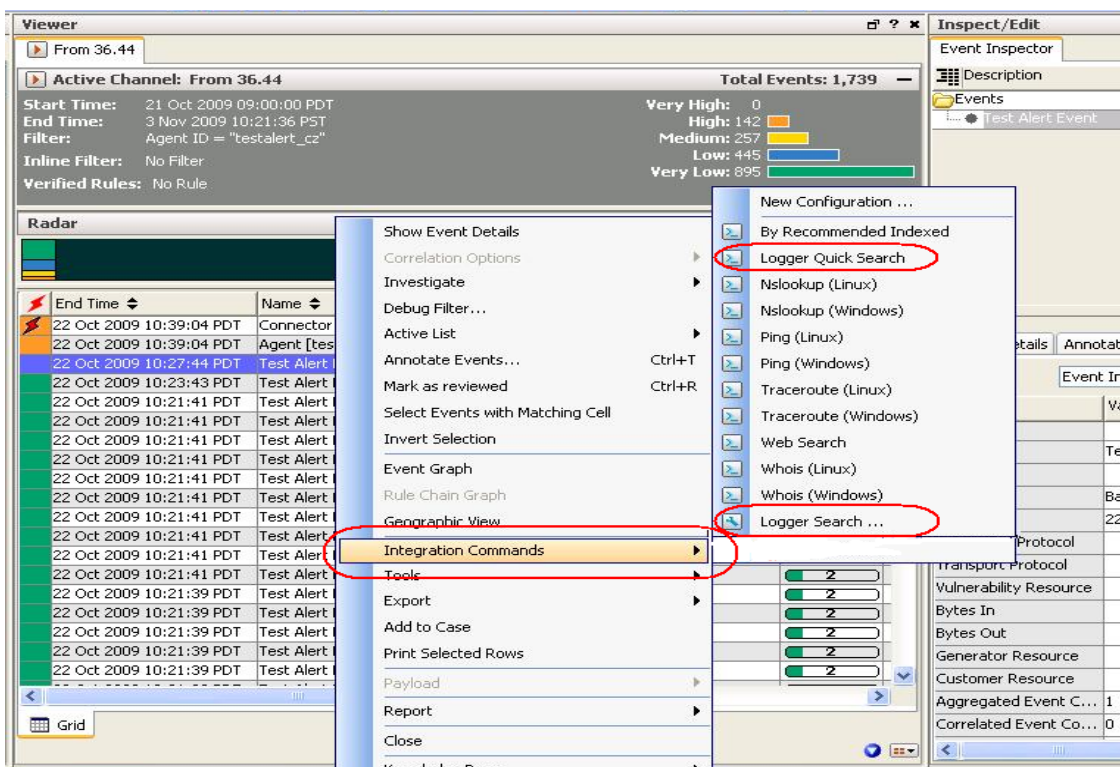 Viewer
Inspect/Edit
From 36.44
Event Inspector
Active Channel: From 36.44
Total Events: 1,739
Description
Start Time: 21 Oct 2009 09:00:00 PDT
End Time: 3 Nov 2009 10:21:36 PST
Filter: Agent ID = "testalert_cz"
Inline Filter: No Filter
Verified Rules: No Rule
Very High: 0
High: 142
Medium: 257
Low: 445
Very Low: 895
Events
Test Alert Event
Radar
End Time
Name
22 Oct 2009 10:39:04 PDT Connector
22 Oct 2009 10:39:04 PDT Agent [tes
22 Oct 2009 10:27:44 PDT Test Alert
22 Oct 2009 10:23:43 PDT Test Alert
22 Oct 2009 10:21:41 PDT Test Alert
22 Oct 2009 10:21:41 PDT Test Alert
22 Oct 2009 10:21:41 PDT Test Alert
22 Oct 2009 10:21:41 PDT Test Alert
22 Oct 2009 10:21:41 PDT Test Alert
22 Oct 2009 10:21:41 PDT Test Alert
22 Oct 2009 10:21:41 PDT Test Alert
22 Oct 2009 10:21:41 PDT Test Alert
22 Oct 2009 10:21:41 PDT Test Alert
22 Oct 2009 10:21:41 PDT Test Alert
22 Oct 2009 10:21:39 PDT Test Alert
22 Oct 2009 10:21:39 PDT Test Alert
22 Oct 2009 10:21:39 PDT Test Alert
22 Oct 2009 10:21:39 PDT Test Alert
22 Oct 2009 10:21:39 PDT Test Alert
Grid
Show Event Details
Correlation Options
Investigate
Debug Filter...
Active List
Annotate Events... Ctrl+T
Mark as reviewed Ctrl+R
Select Events with Matching Cell
Invert Selection
Event Graph
Rule Chain Graph
Geographic View
Integration Commands
Tools
Export
Add to Case
Print Selected Rows
Payload
Report
Close
New Configuration ...
By Recommended Indexed
Logger Quick Search
Nslookup (Linux)
Nslookup (Windows)
Ping (Linux)
Ping (Windows)
Traceroute (Linux)
Traceroute (Windows)
Web Search
Whois (Linux)
Whois (Windows)
Logger Search ...
2
2
2
2
2
2
etails
Annotat
Event In
Va
Te
Ba
22
Protocol
Transport Protocol
Vulnerability Resource
Bytes In
Bytes Out
Generator Resource
Customer Resource
Aggregated Event C... 1
Correlated Event Co... 0